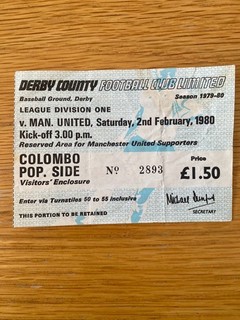 DERBY COUNTY FOOTBALL CLUB LIMITED
Baseball Ground, Derby Season 1979-80
LEAGUE DIVISION ONE
v. MAN. UNITED, Saturday, 2nd February, 1980
Kick-off 3.00 p.m.
Reserved Area for Manchester United Supporters
COLOMBO
POP. SIDE
Visitors' Enclosure
No 2893
Price
£1.50
Enter via Turnstiles 50 to 55 inclusive
THIS PORTION TO BE RETAINED
SECRETARY